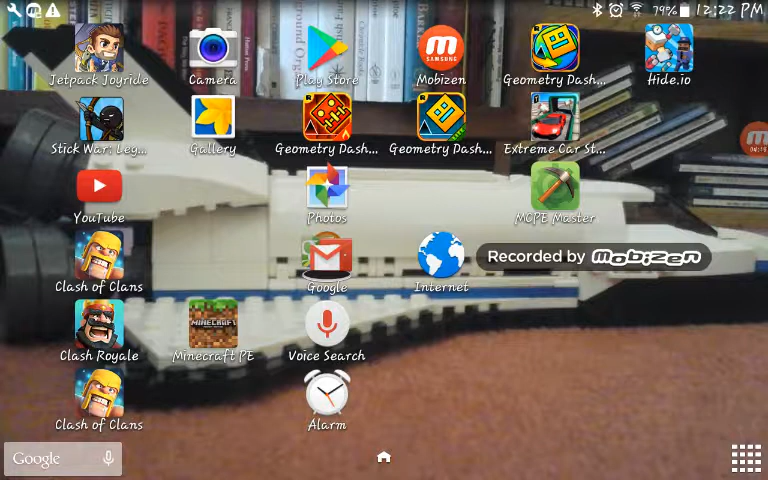 79% 12:22 PM
Jetpack Joyride
Camera
Play Store
Mobizen
Geometry Dash...
Hide.io
Stick War: Leg...
Gallery
Geometry Dash...
Geometry Dash...
Extreme Car St...
YouTube
Photos
MCPE Master
Clash of Clans
Google
Internet
Recorded by mobizen
Clash Royale
Minecraft PE
Voice Search
Clash of Clans
Alarm
Google
SAMSUNG
MINECRAFT